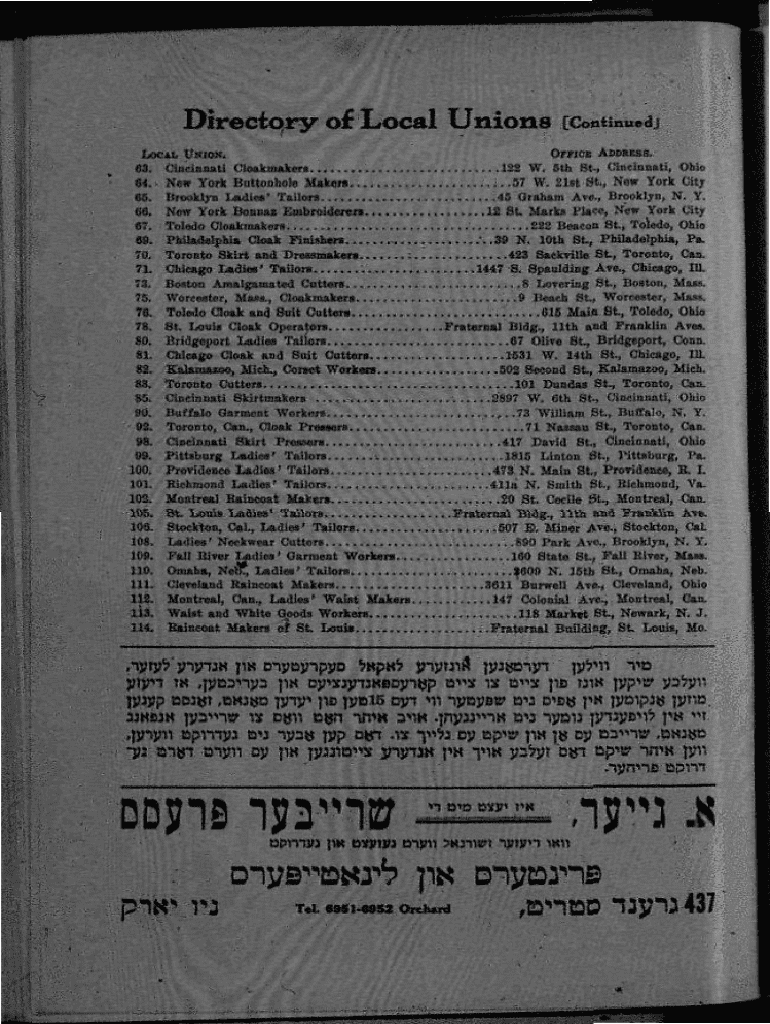 Directory of Local Unions [Continued]
LOCAL UNION. OFFICE ADDRESS.
63. Cincinnati Cloakmakers 122 W. 5th St., Cincinnati, Ohio
64. New York Buttonhole Makers 57 W. 21st St., New York City
65. Brooklyn Ladies' Tailors 45 Graham Ave., Brooklyn, N. Y.
66. New York Bonnaz Embroiderers 12 St. Marks Place, New York City
67. Toledo Cloakmakers 222 Beacon St., Toledo, Ohio
69. Philadelphia Cloak Finishers 39 N. 10th St., Philadelphia, Pa.
70. Toronto Skirt and Dressmakers 423 Sackville St., Toronto, Can.
71. Chicago Ladies' Tailors 1447 S. Spaulding Ave., Chicago, Ill.
73. Boston Amalgamated Cutters 8 Lovering St., Boston, Mass.
75. Worcester, Mass., Cloakmakers 9 Beach St., Worcester, Mass.
76. Toledo Cloak and Suit Cutters 615 Main St., Toledo, Ohio
78. St. Louis Cloak Operators Fraternal Bldg., 11th and Franklin Aves.
80. Bridgeport Ladies Tailors 67 Olive St., Bridgeport, Conn.
81. Chicago Cloak and Suit Cutters 1531 W. 14th St., Chicago, Ill.
82. Kalamazoo, Mich., Corset Workers 502 Second St., Kalamazoo, Mich.
83. Toronto Cutters 101 Dundas St., Toronto, Can.
85. Cincinnati Skirtmakers 2897 W. 6th St., Cincinnati, Ohio
90. Buffalo Garment Workers 73 William St., Buffalo, N. Y.
92. Toronto, Can., Cloak Pressers 71 Nassau St., Toronto, Can.
98. Cincinnati Skirt Pressers 417 David St., Cincinnati, Ohio
99. Pittsburg Ladies' Tailors 1815 Linton St., Pittsburg, Pa.
100. Providence Ladies' Tailors 473 N. Main St., Providence, R. I.
101. Richmond Ladies' Tailors 411a N. Smith St., Richmond, Va.
102. Montreal Raincoat Makers 20 St. Cecile St., Montreal, Can.
105. St. Louis Ladies' Tailors Fraternal Bldg., 11th and Franklin Ave.
106. Stockton, Cal., Ladies' Tailors 507 E. Miner Ave., Stockton, Cal.
108. Ladies' Neckwear Cutters 890 Park Ave., Brooklyn, N. Y.
109. Fall River Ladies' Garment Workers 160 State St., Fall River, Mass.
110. Omaha, Neb., Ladies' Tailors 3609 N. 15th St., Omaha, Neb.
111. Cleveland Raincoat Makers 3611 Burwell Ave., Cleveland, Ohio
112. Montreal, Can., Ladies' Waist Makers 147 Colonial Ave., Montreal, Can.
113. Waist and White Goods Workers 118 Market St., Newark, N. J.
114. Raincoat Makers of St. Louis Fraternal Building, St. Louis, Mo.
מיר ווילען דערמאנען אונזערע לאקאל סעקרעטערס און אנדערע לעזער,
וועלכע שיקען אונז פון צייט צו צייט קארעספאנדענציעס און בעריכטען, אז דיעזע
מוזען אנקומען אין אפיס ניט שפעטער ווי דעם 15טען פון יעדען מאנאט, זאנסט קענען
זיי אין לויפענדען נומער ניט אריינגעהן. אויב איהר האט וואס צו שרייבען אנפאנג
מאנאט, שרייבט עס אן און שיקט עס גלייך צו. דאס קען אבער ניט געדרוקט ווערען,
ווען איהר שיקט דאס זעלבע אויך אין אנדערע צייטונגען און עס ווערט דארט גע־
דרוקט פריהער.
א. גייער, איז יעצט מיט די שרייבער פרעסס
וואו דיעזער זשורנאל ווערט געזעצט און געדרוקט
פרינטערס און לינאטייפערס
437 גרענד סטריט, Tel. 6951-6952 Orchard ניו יארק